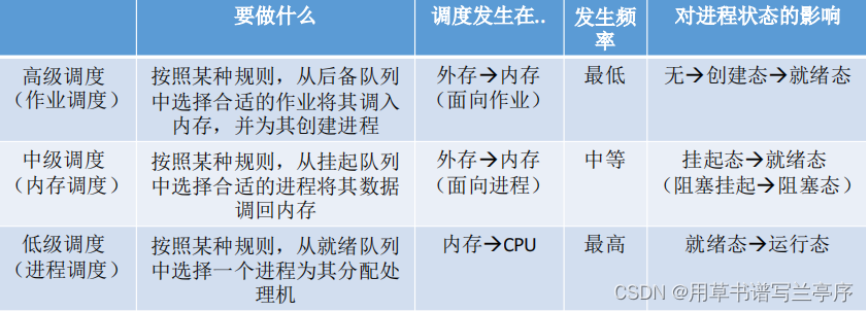 要做什么
调度发生在..
发生频
率
对进程状态的影响
高级调度
（作业调度）
按照某种规则，从后备队列
中选择合适的作业将其调入
内存，并为其创建进程
外存→内存
（面向作业）
最低
无→创建态→就绪态
中级调度
（内存调度）
按照某种规则，从挂起队列
中选择合适的进程将其数据
调回内存
外存→内存
（面向进程）
中等
挂起态→就绪态
（阻塞挂起→阻塞态）
低级调度
（进程调度）
按照某种规则，从就绪队列
中选择一个进程为其分配处
理机
内存→CPU
最高
就绪态→运行态
CSDN @用草书谱写兰亭序